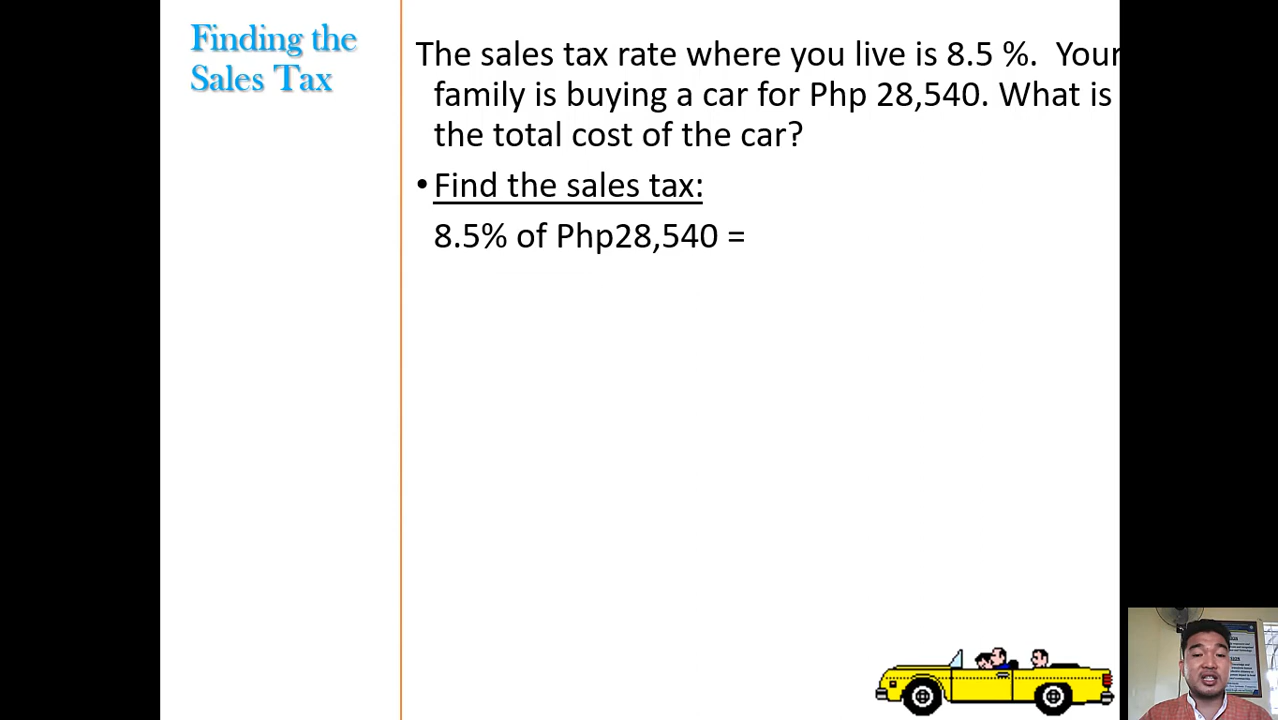 Finding the
Sales Tax
The sales tax rate where you live is 8.5 %.  Your
family is buying a car for Php 28,540. What is
the total cost of the car?
• Find the sales tax:
8.5% of Php28,540 =